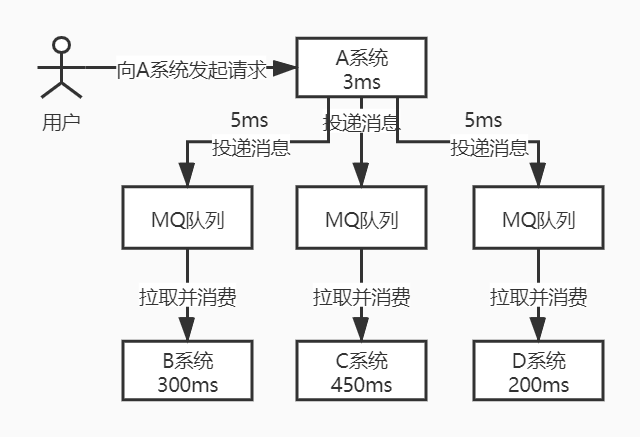 向A系统发起请求
用户
A系统
3ms
5ms
投递消息
投递消息
5ms
投递消息
MQ队列
MQ队列
MQ队列
拉取并消费
拉取并消费
拉取并消费
B系统
300ms
C系统
450ms
D系统
200ms